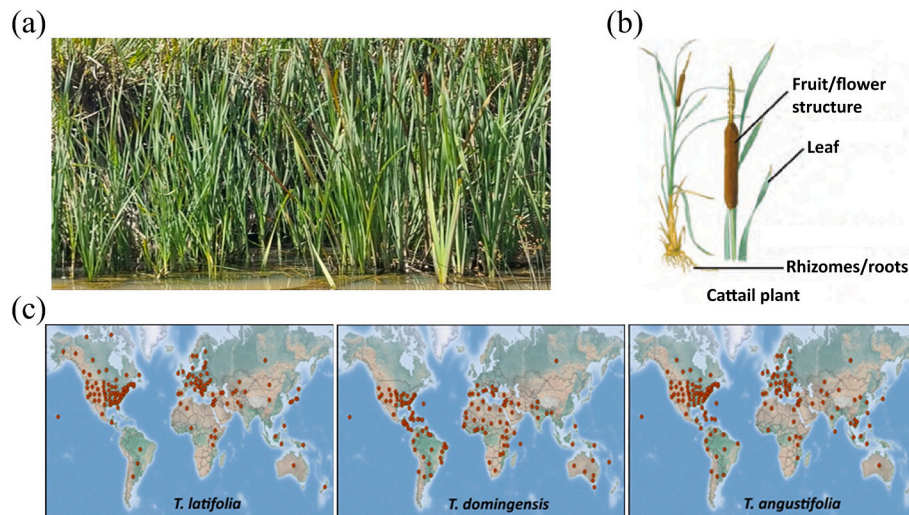 (a)
(b)
Fruit/flower
structure
Leaf
Rhizomes/roots
Cattail plant
(c)
T. latifolia
T. domingensis
T. angustifolia